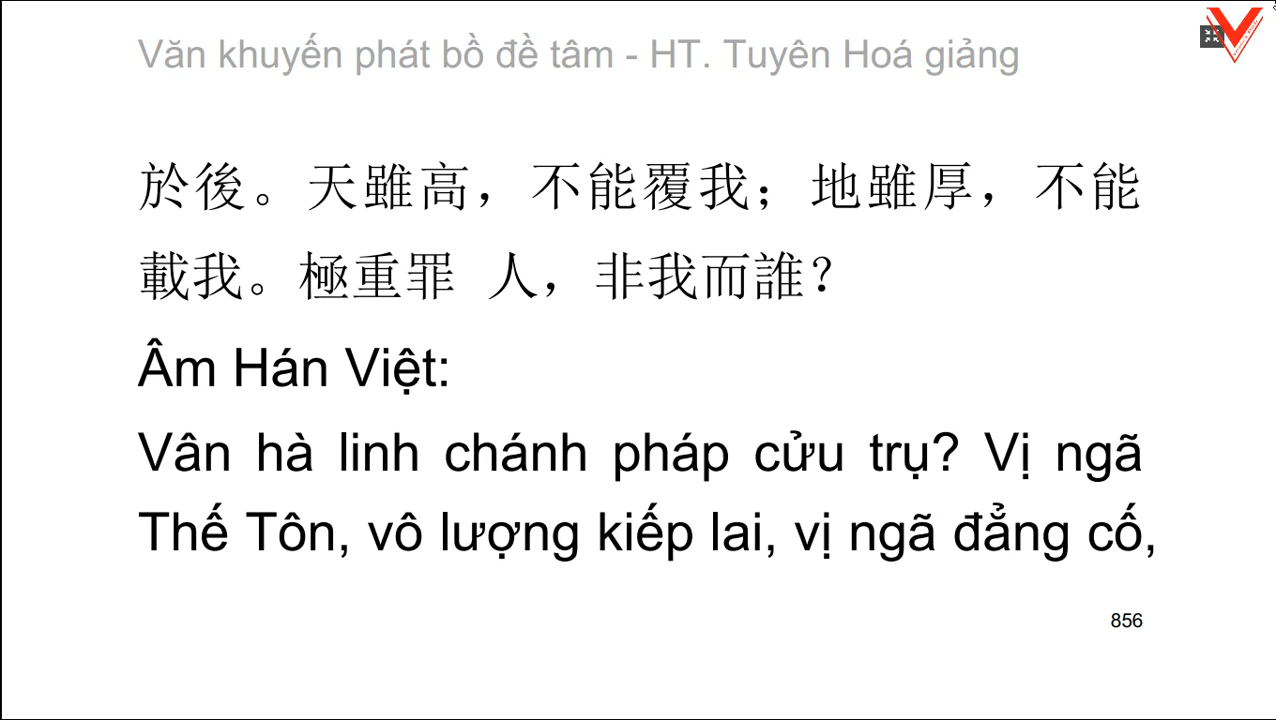 Văn khuyến phát bồ đề tâm - HT. Tuyên Hoá giảng
於後。天雖高，不能覆我；地雖厚，不能
載我。極重罪 人，非我而誰？
Âm Hán Việt:
Vân hà linh chánh pháp cửu trụ? Vị ngã
Thế Tôn, vô lượng kiếp lai, vị ngã đẳng cố,
856